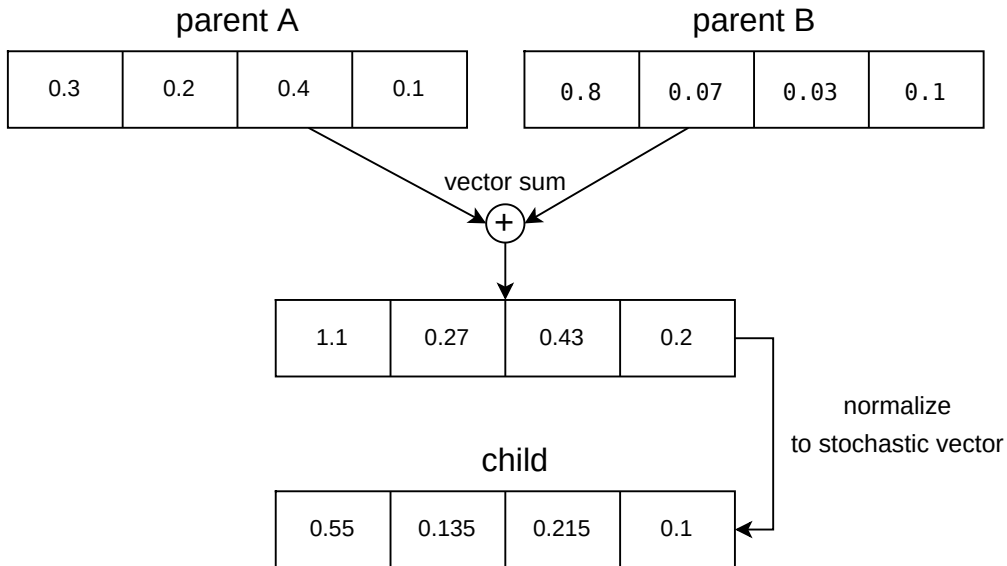 parent A
parent B
0.3 0.2 0.4 0.1
0.8 0.07 0.03 0.1
vector sum
+
1.1 0.27 0.43 0.2
normalize
to stochastic vector
child
0.55 0.135 0.215 0.1